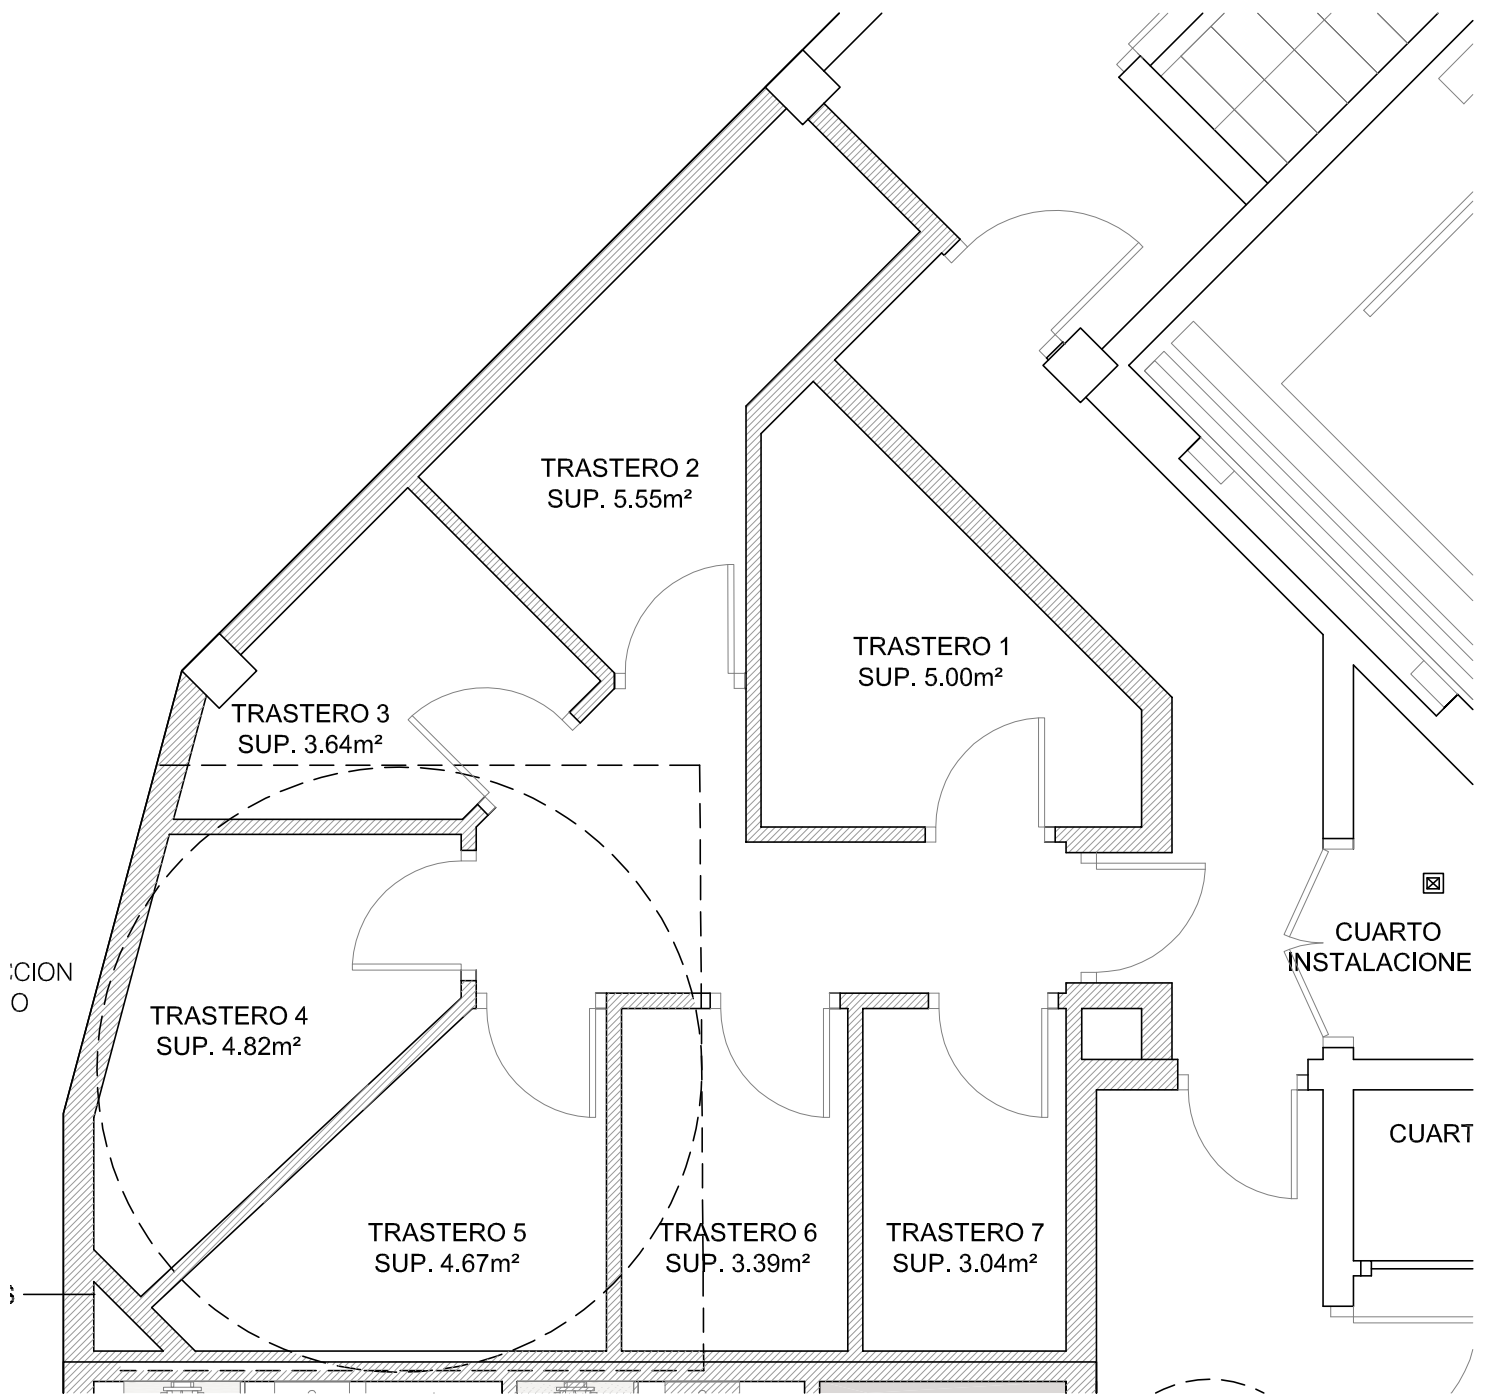 TRASTERO 2
SUP. 5.55m²
TRASTERO 1
SUP. 5.00m²
TRASTERO 3
SUP. 3.64m²
CUARTO
INSTALACIONE
CCION
O
TRASTERO 4
SUP. 4.82m²
CUART
TRASTERO 5
SUP. 4.67m²
TRASTERO 6
SUP. 3.39m²
TRASTERO 7
SUP. 3.04m²